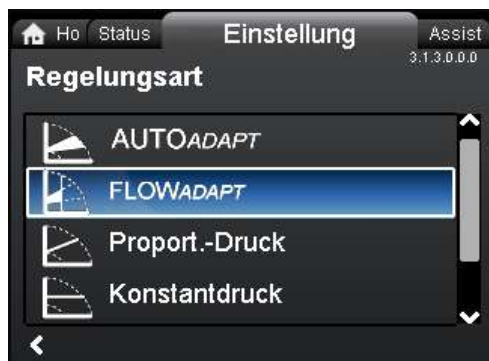 Ho Status Einstellung Assist
3.1.3.0.0.0
Regelungsart
AUTOADAPT
FLOWADAPT
Proport.-Druck
Konstantdruck